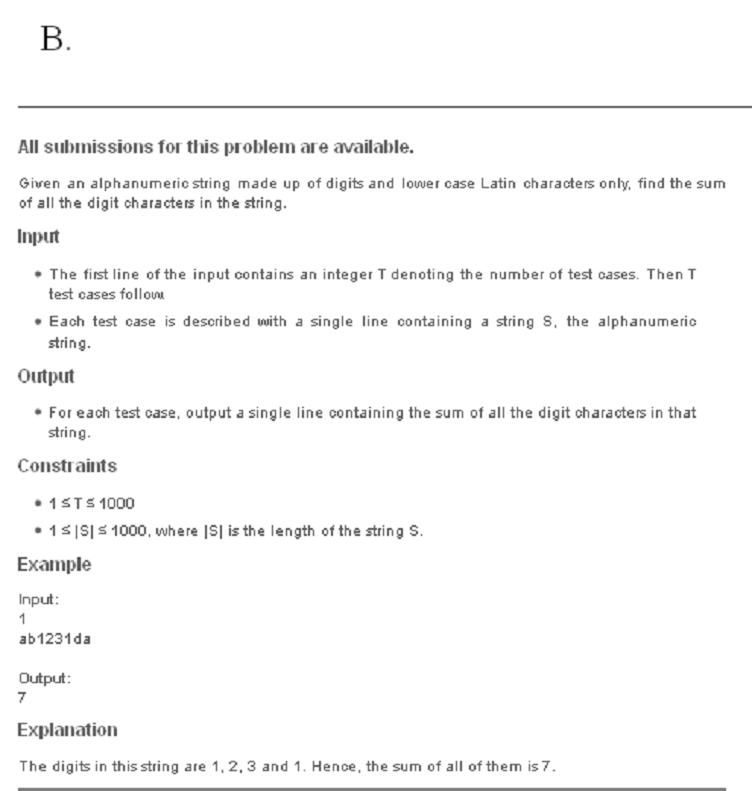 B.
All submissions for this problem are available.
Given an alphanumeric string made up of digits and lower case Latin characters only, find the sum
of all the digit characters in the string.
Input
• The first line of the input contains an integer T denoting the number of test cases. Then T
test cases follow.
• Each test case is described with a single line containing a string S, the alphanumeric
string.
Output
• For each test case, output a single line containing the sum of all the digit characters in that
string.
Constraints
• 1 ≤ T ≤ 1000
• 1 ≤ |S| ≤ 1000, where |S| is the length of the string S.
Example
Input:
1
ab1231da
Output:
7
Explanation
The digits in this string are 1, 2, 3 and 1. Hence, the sum of all of them is 7.